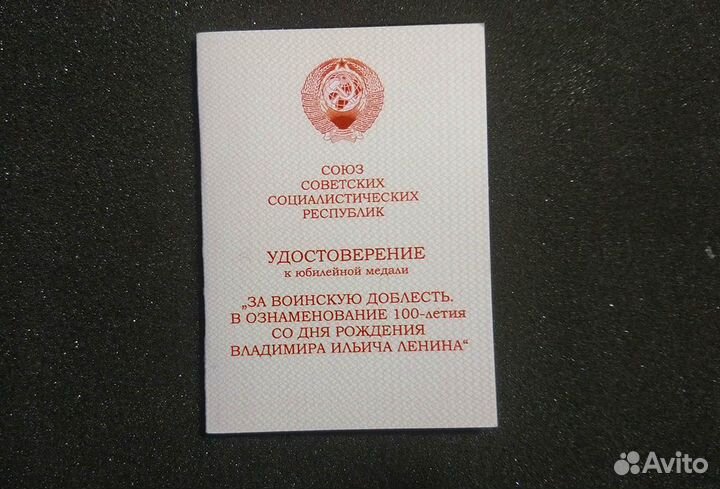 СОЮЗ
СОВЕТСКИХ
СОЦИАЛИСТИЧЕСКИХ
РЕСПУБЛИК
УДОСТОВЕРЕНИЕ
к юбилейной медали
„ЗА ВОИНСКУЮ ДОБЛЕСТЬ.
В ОЗНАМЕНОВАНИЕ 100-летия
СО ДНЯ РОЖДЕНИЯ
ВЛАДИМИРА ИЛЬИЧА ЛЕНИНА“
Avito